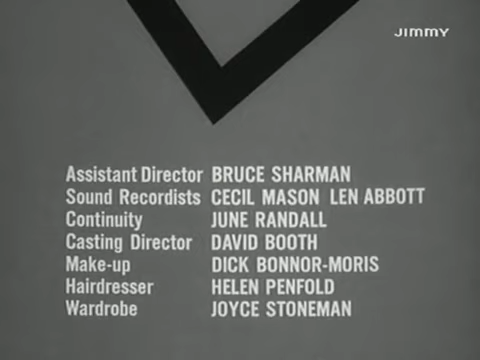 JIMMY
Assistant Director BRUCE SHARMAN
Sound Recordists CECIL MASON LEN ABBOTT
Continuity JUNE RANDALL
Casting Director DAVID BOOTH
Make-up DICK BONNOR-MORIS
Hairdresser HELEN PENFOLD
Wardrobe JOYCE STONEMAN